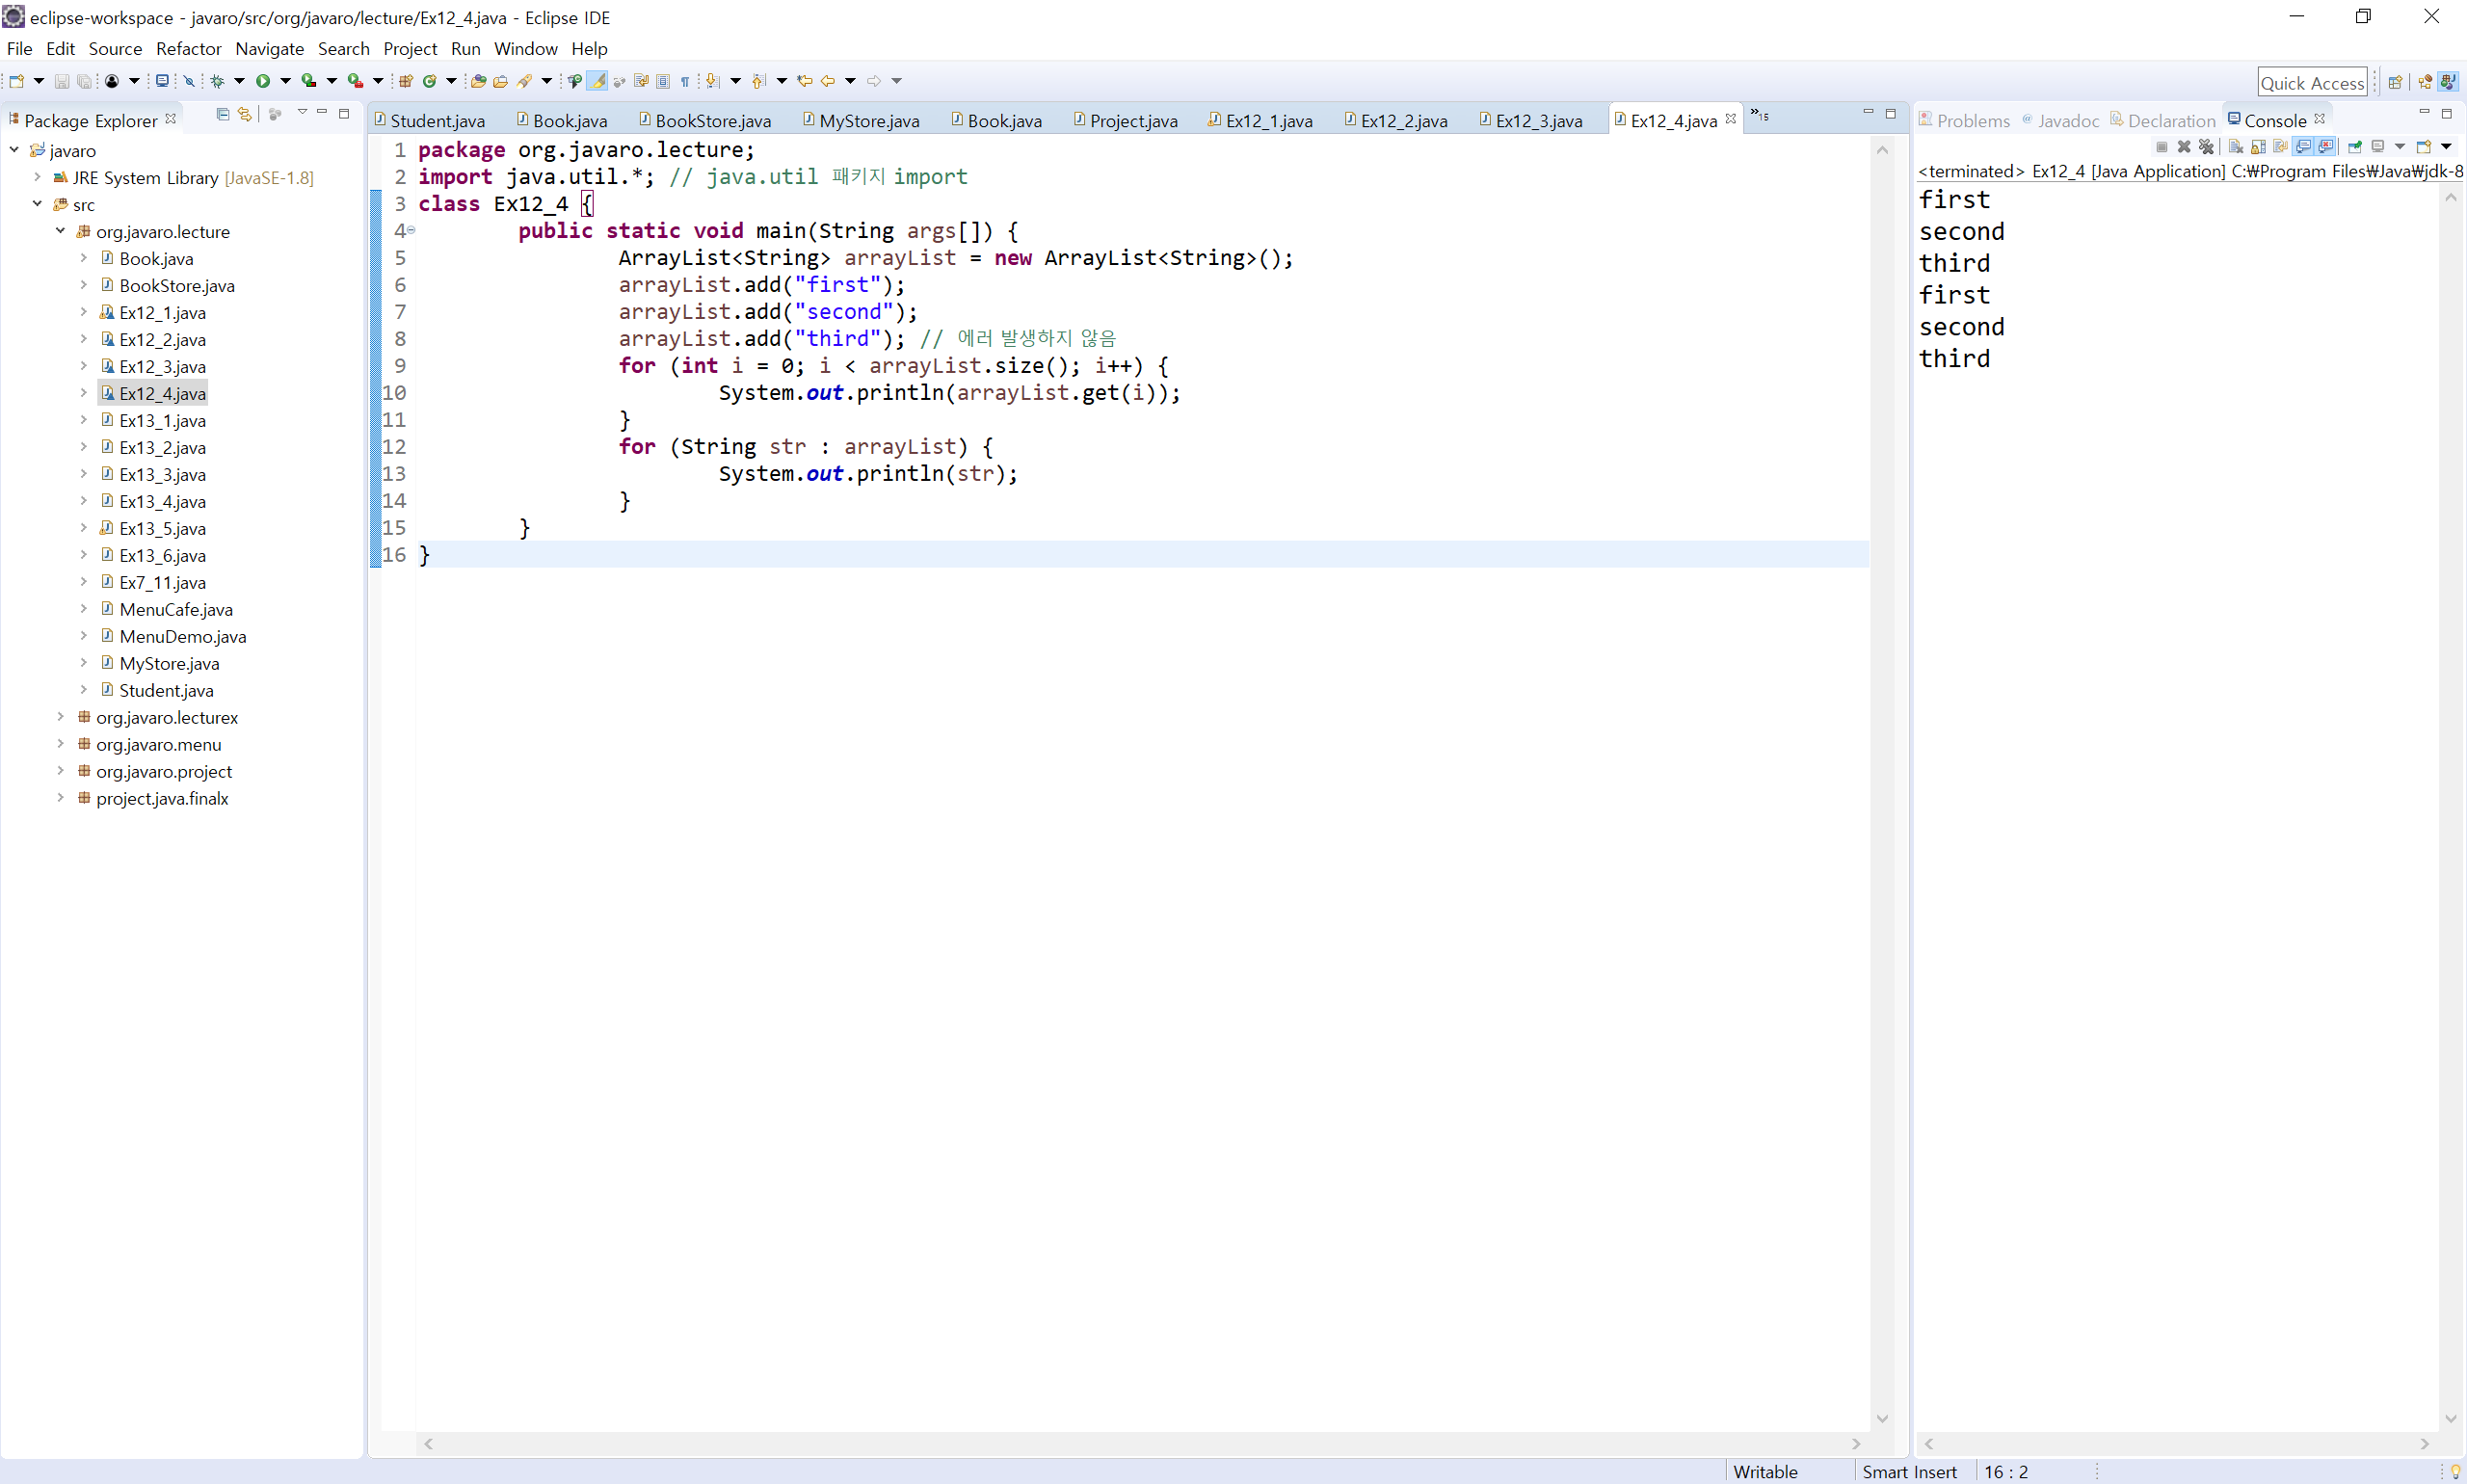 eclipse-workspace - javaro/src/org/javaro/lecture/Ex12_4.java - Eclipse IDE
File Edit Source Refactor Navigate Search Project Run Window Help
Quick Access
Package Explorer
javaro
JRE System Library [JavaSE-1.8]
src
org.javaro.lecture
Book.java
BookStore.java
Ex12_1.java
Ex12_2.java
Ex12_3.java
Ex12_4.java
Ex13_1.java
Ex13_2.java
Ex13_3.java
Ex13_4.java
Ex13_5.java
Ex13_6.java
Ex7_11.java
MenuCafe.java
MenuDemo.java
MyStore.java
Student.java
org.javaro.lecturex
org.javaro.menu
org.javaro.project
project.java.finalx
Student.java Book.java BookStore.java MyStore.java Book.java Project.java Ex12_1.java Ex12_2.java Ex12_3.java Ex12_4.java »15
1 package org.javaro.lecture;
2 import java.util.*; // java.util 패키지 import
3 class Ex12_4 {
4 public static void main(String args[]) {
5 ArrayList<String> arrayList = new ArrayList<String>();
6 arrayList.add("first");
7 arrayList.add("second");
8 arrayList.add("third"); // 에러 발생하지 않음
9 for (int i = 0; i < arrayList.size(); i++) {
10 System.out.println(arrayList.get(i));
11 }
12 for (String str : arrayList) {
13 System.out.println(str);
14 }
15 }
16 }
Problems Javadoc Declaration Console
<terminated> Ex12_4 [Java Application] C:₩Program Files₩Java₩jdk-8
first
second
third
first
second
third
Writable Smart Insert 16 : 2